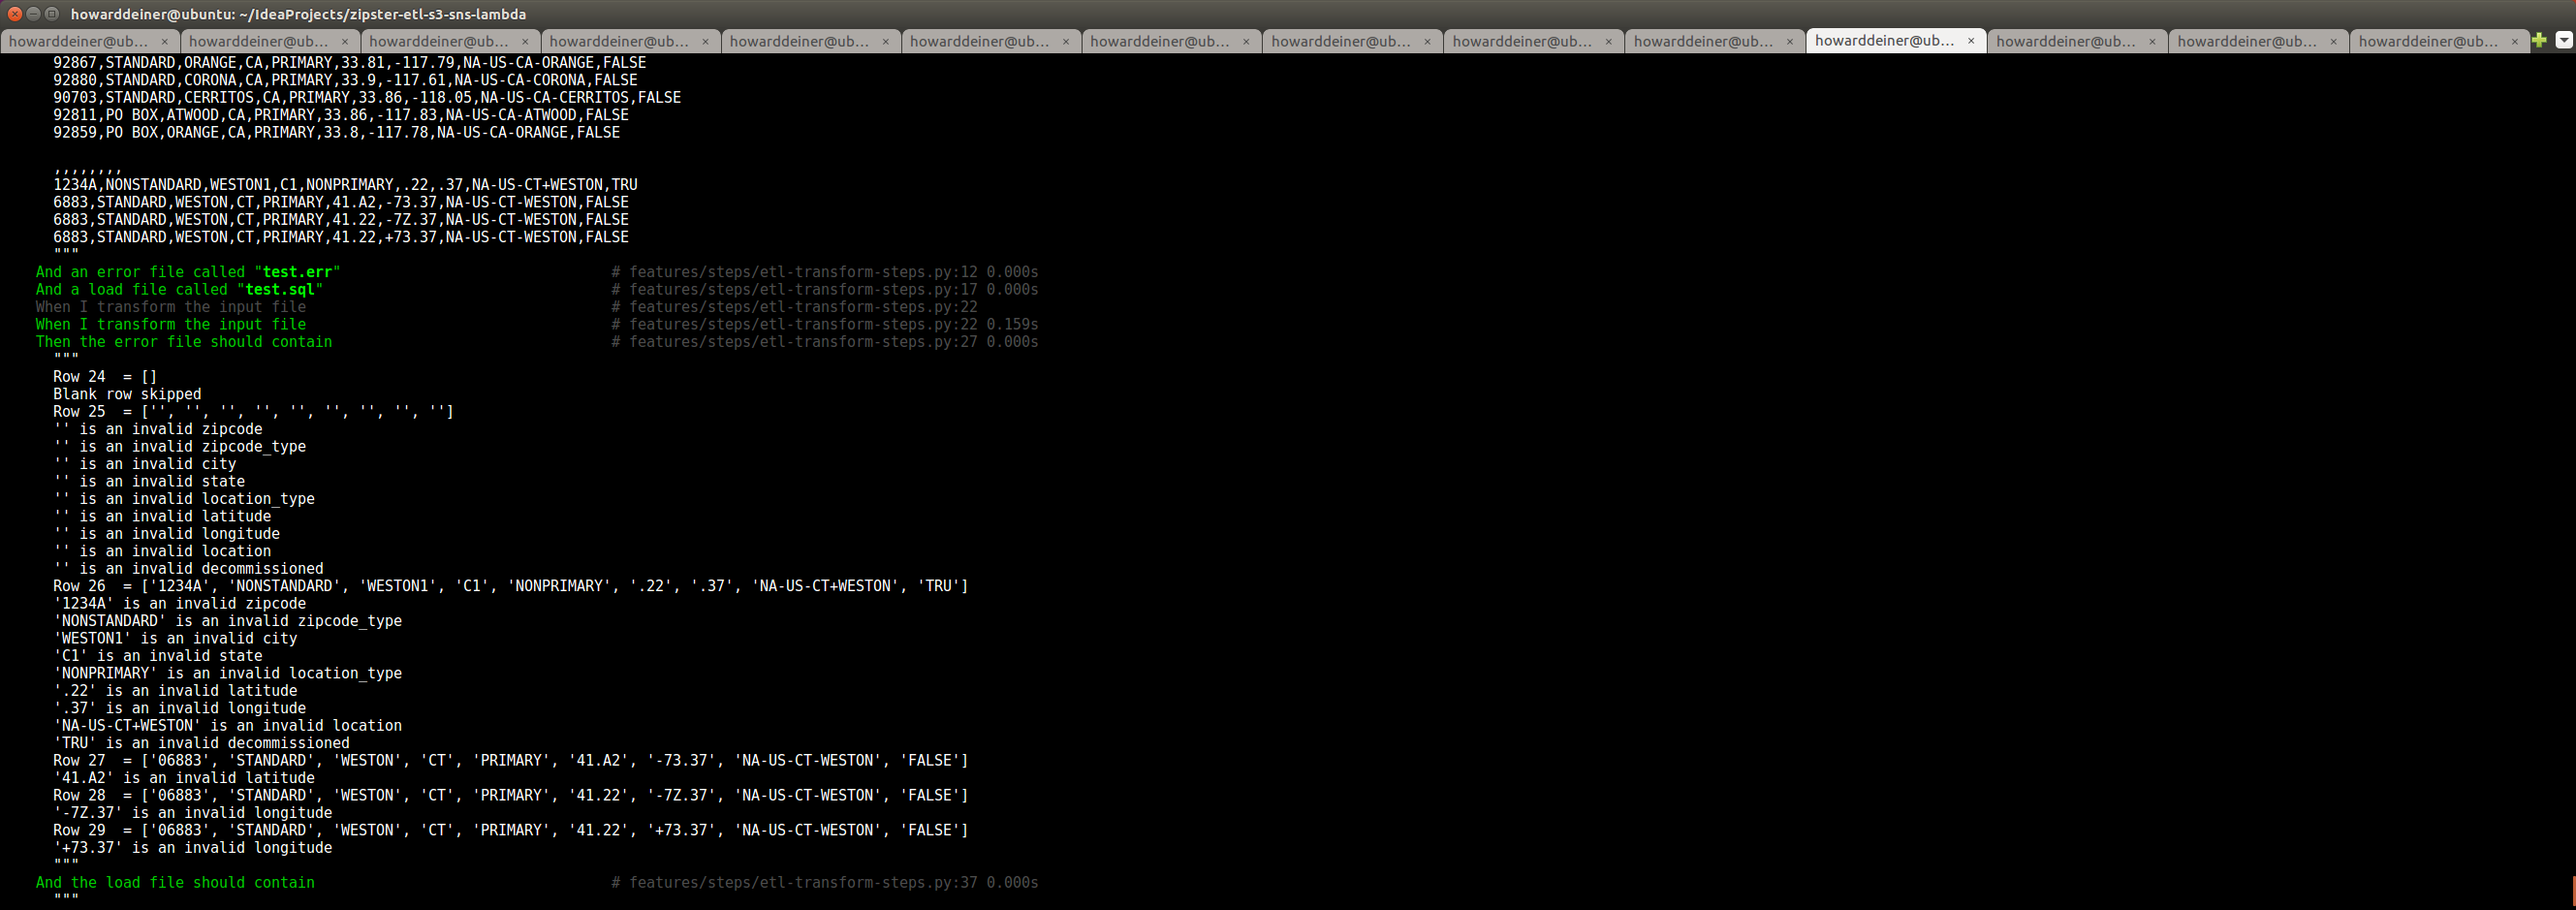 howarddeiner@ubuntu: ~/IdeaProjects/zipster-etl-s3-sns-lambda
howarddeiner@ub... × howarddeiner@ub... × howarddeiner@ub... × howarddeiner@ub... × howarddeiner@ub... × howarddeiner@ub... × howarddeiner@ub... × howarddeiner@ub... × howarddeiner@ub... × howarddeiner@ub... × howarddeiner@ub... × howarddeiner@ub... × howarddeiner@ub... × howarddeiner@ub... ×
92867,STANDARD,ORANGE,CA,PRIMARY,33.81,-117.79,NA-US-CA-ORANGE,FALSE
92880,STANDARD,CORONA,CA,PRIMARY,33.9,-117.61,NA-US-CA-CORONA,FALSE
90703,STANDARD,CERRITOS,CA,PRIMARY,33.86,-118.05,NA-US-CA-CERRITOS,FALSE
92811,PO BOX,ATWOOD,CA,PRIMARY,33.86,-117.83,NA-US-CA-ATWOOD,FALSE
92859,PO BOX,ORANGE,CA,PRIMARY,33.8,-117.78,NA-US-CA-ORANGE,FALSE
,,,,,,,,
1234A,NONSTANDARD,WESTON1,C1,NONPRIMARY,.22,.37,NA-US-CT+WESTON,TRU
6883,STANDARD,WESTON,CT,PRIMARY,41.A2,-73.37,NA-US-CT-WESTON,FALSE
6883,STANDARD,WESTON,CT,PRIMARY,41.22,-7Z.37,NA-US-CT-WESTON,FALSE
6883,STANDARD,WESTON,CT,PRIMARY,41.22,+73.37,NA-US-CT-WESTON,FALSE
"""
And an error file called "test.err" # features/steps/etl-transform-steps.py:12 0.000s
And a load file called "test.sql" # features/steps/etl-transform-steps.py:17 0.000s
When I transform the input file # features/steps/etl-transform-steps.py:22
When I transform the input file # features/steps/etl-transform-steps.py:22 0.159s
Then the error file should contain # features/steps/etl-transform-steps.py:27 0.000s
"""
Row 24  = []
Blank row skipped
Row 25  = ['', '', '', '', '', '', '', '', '']
'' is an invalid zipcode
'' is an invalid zipcode_type
'' is an invalid city
'' is an invalid state
'' is an invalid location_type
'' is an invalid latitude
'' is an invalid longitude
'' is an invalid location
'' is an invalid decommissioned
Row 26  = ['1234A', 'NONSTANDARD', 'WESTON1', 'C1', 'NONPRIMARY', '.22', '.37', 'NA-US-CT+WESTON', 'TRU']
'1234A' is an invalid zipcode
'NONSTANDARD' is an invalid zipcode_type
'WESTON1' is an invalid city
'C1' is an invalid state
'NONPRIMARY' is an invalid location_type
'.22' is an invalid latitude
'.37' is an invalid longitude
'NA-US-CT+WESTON' is an invalid location
'TRU' is an invalid decommissioned
Row 27  = ['06883', 'STANDARD', 'WESTON', 'CT', 'PRIMARY', '41.A2', '-73.37', 'NA-US-CT-WESTON', 'FALSE']
'41.A2' is an invalid latitude
Row 28  = ['06883', 'STANDARD', 'WESTON', 'CT', 'PRIMARY', '41.22', '-7Z.37', 'NA-US-CT-WESTON', 'FALSE']
'-7Z.37' is an invalid longitude
Row 29  = ['06883', 'STANDARD', 'WESTON', 'CT', 'PRIMARY', '41.22', '+73.37', 'NA-US-CT-WESTON', 'FALSE']
'+73.37' is an invalid longitude
"""
And the load file should contain # features/steps/etl-transform-steps.py:37 0.000s
"""